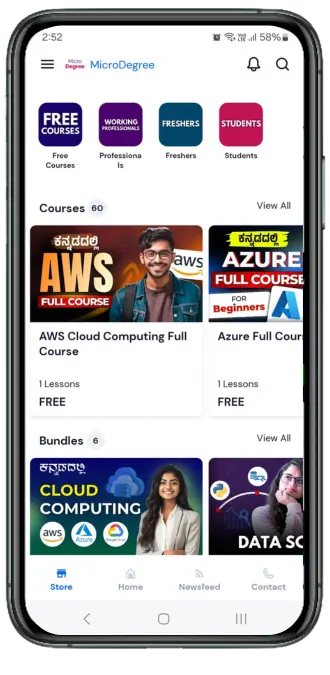 2:52
58%
Micro
Degree
MicroDegree
FREE
COURSES
WORKING
PROFESSIONALS
FRESHERS
STUDENTS
Free
Courses
Professiona
ls
Freshers
Students
Courses 60
View All
ಕನ್ನಡದಲ್ಲಿ
AWS
FULL COURSE
aws
ಕನ್ನಡದಲ್ಲಿ
AZURE
FULL COURSE
FOR
Beginners
AWS Cloud Computing Full
Course
1 Lessons
FREE
Azure Full Cour
1 Lessons
FREE
Bundles 6
View All
ಕನ್ನಡದಲ್ಲಿ
CLOUD
COMPUTING
aws
Azure
Google Cloud
SQL
DATA SC
Store
Home
Newsfeed
Contact